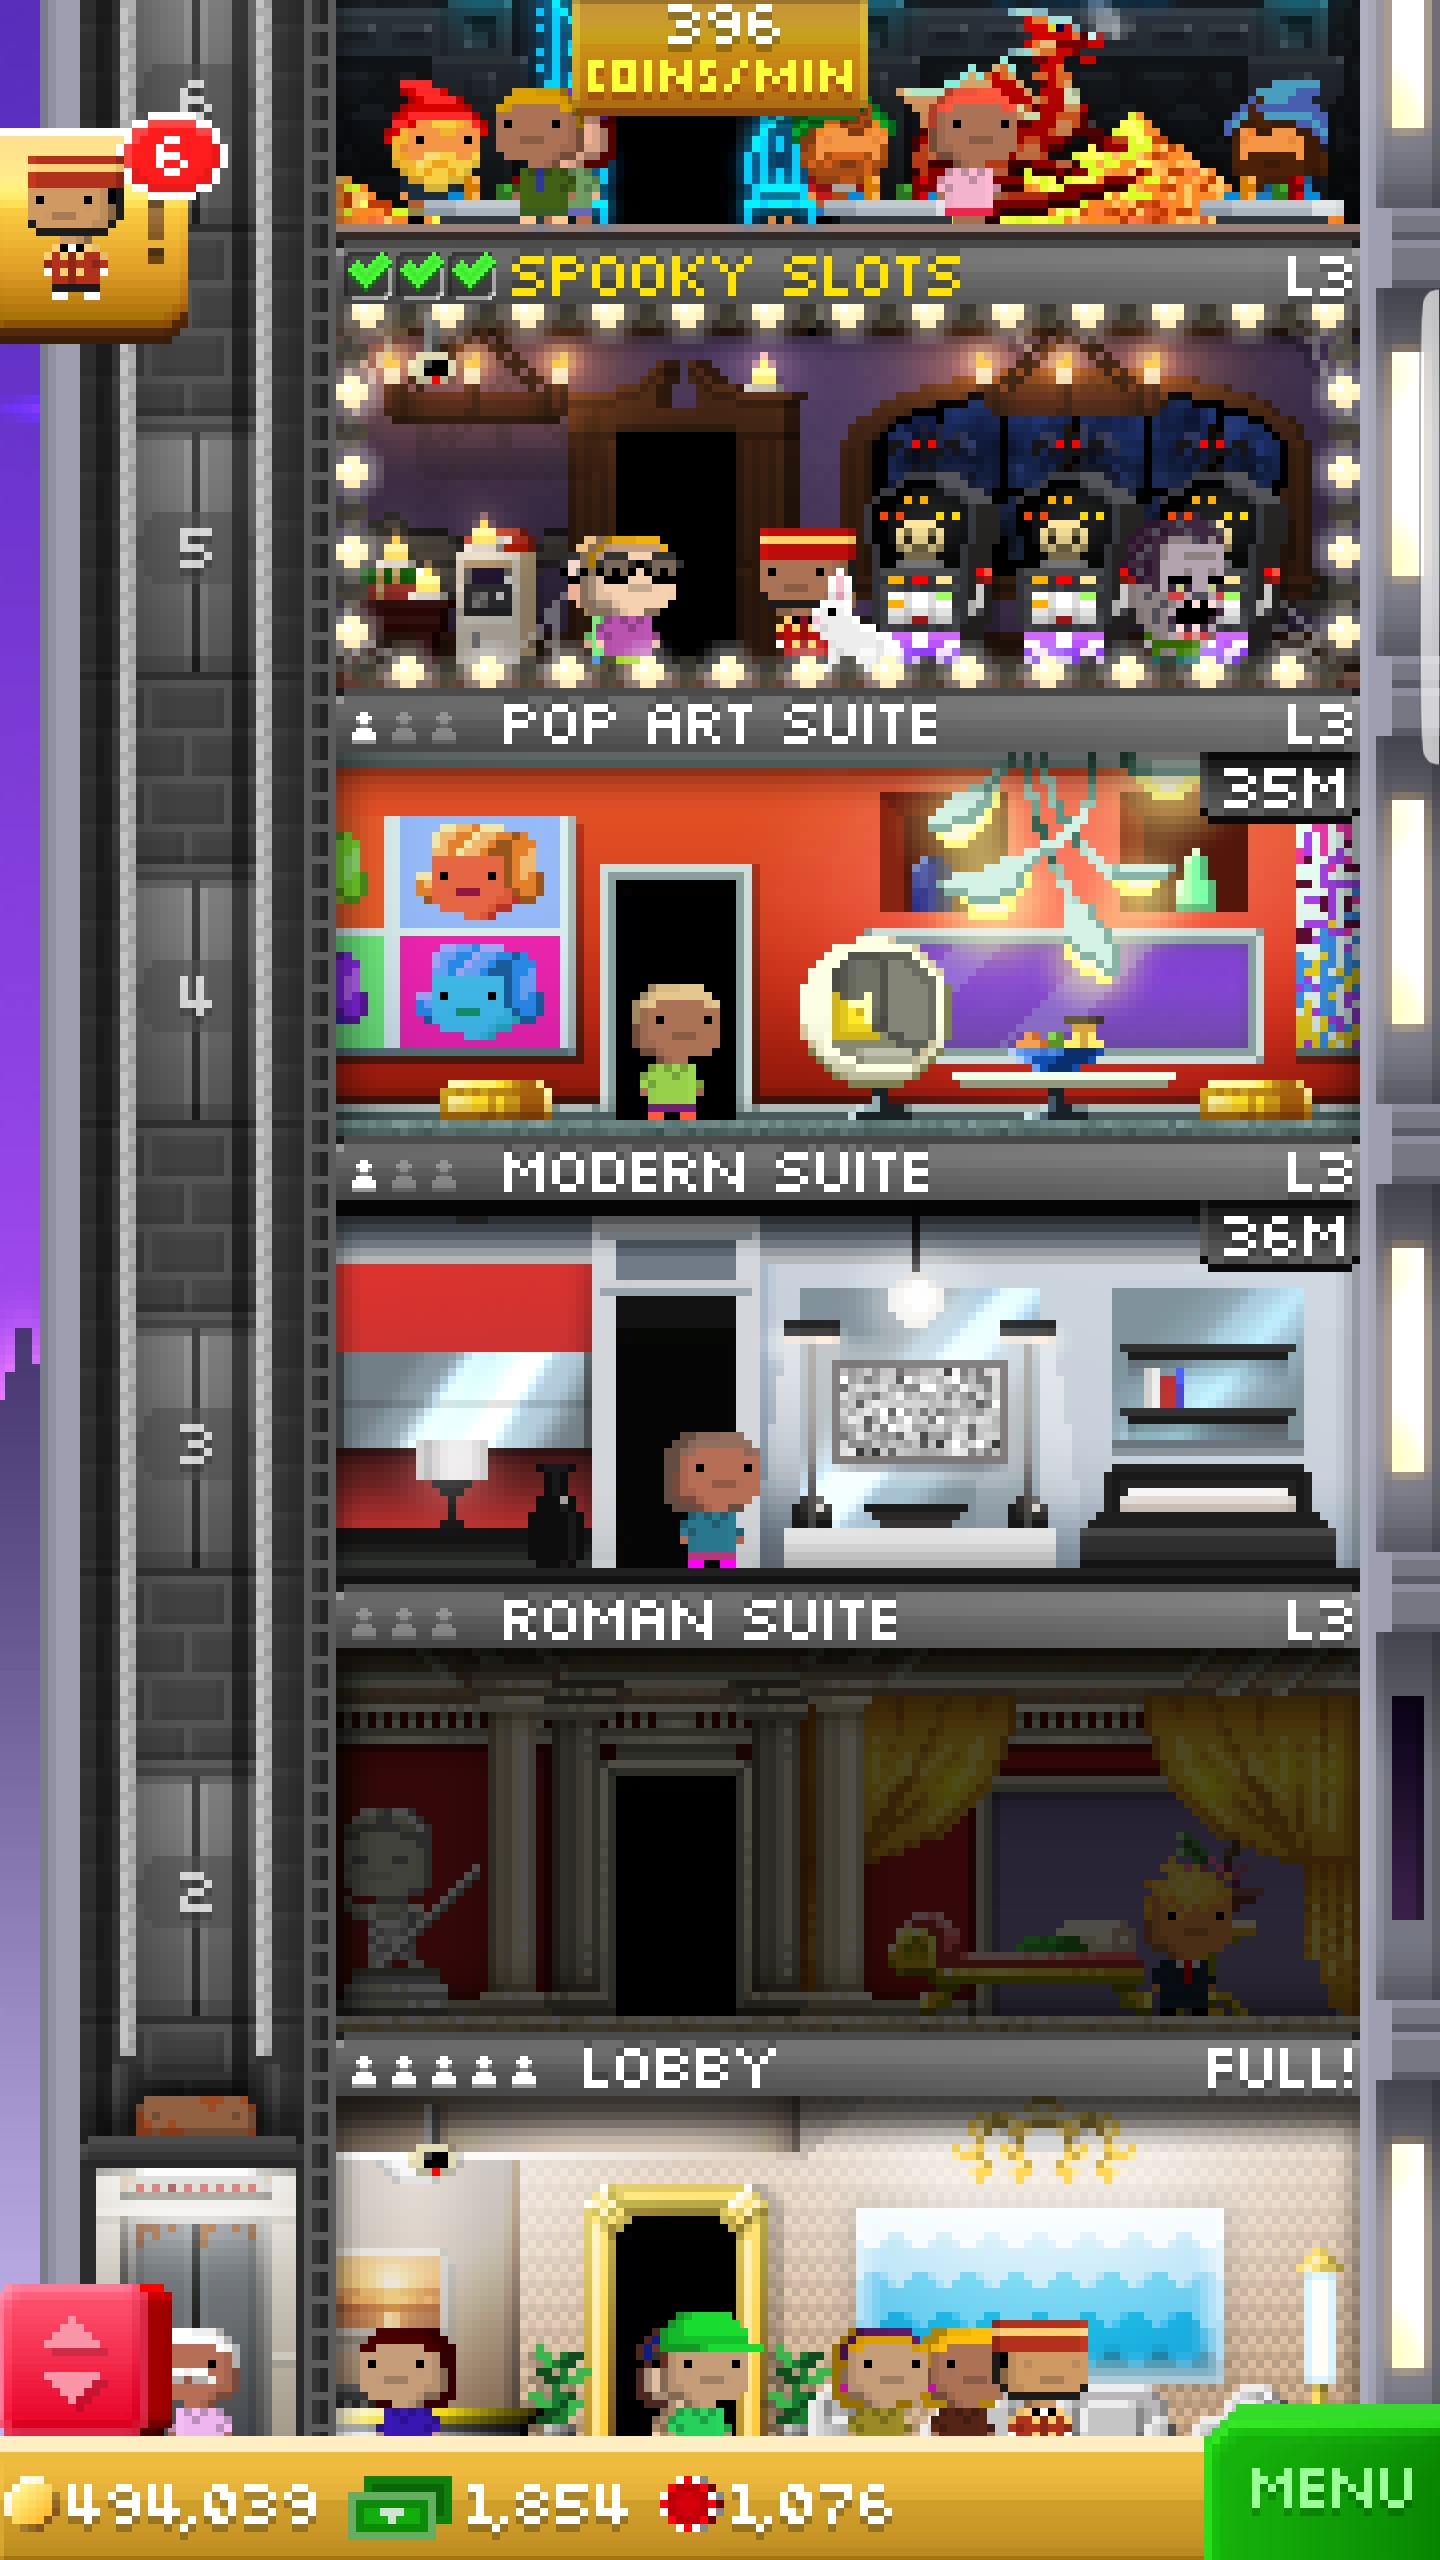 396
COINS/MIN
6
6
SPOOKY SLOTS L3
5
POP ART SUITE L3
35M
4
MODERN SUITE L3
36M
3
ROMAN SUITE L3
2
LOBBY FULL!
494,039 1,854 1,076 MENU